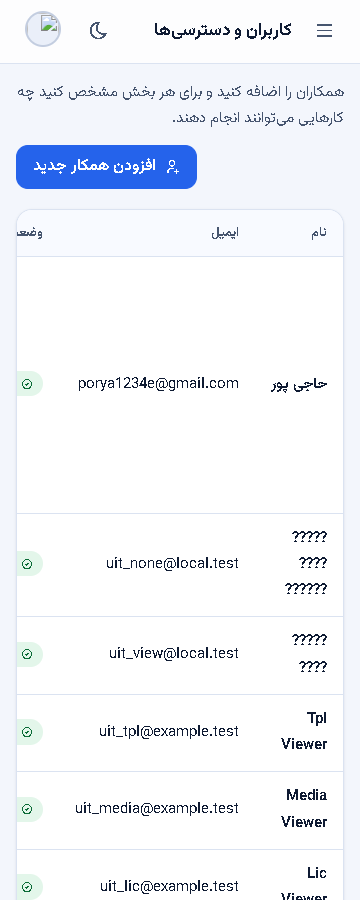 کاربران و دسترسی‌ها
همکاران را اضافه کنید و برای هر بخش مشخص کنید چه
کارهایی می‌توانند انجام دهند.
افزودن همکار جدید
نام ایمیل
حاجی پور porya1234e@gmail.com
?????
????
??????
uit_none@local.test
?????
????
uit_view@local.test
Tpl
Viewer
uit_tpl@example.test
Media
Viewer
uit_media@example.test
Lic
Viewer
uit_lic@example.test